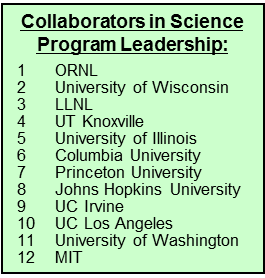 Collaborators in Science
Program Leadership:
1 ORNL
2 University of Wisconsin
3 LLNL
4 UT Knoxville
5 University of Illinois
6 Columbia University
7 Princeton University
8 Johns Hopkins University
9 UC Irvine
10 UC Los Angeles
11 University of Washington
12 MIT